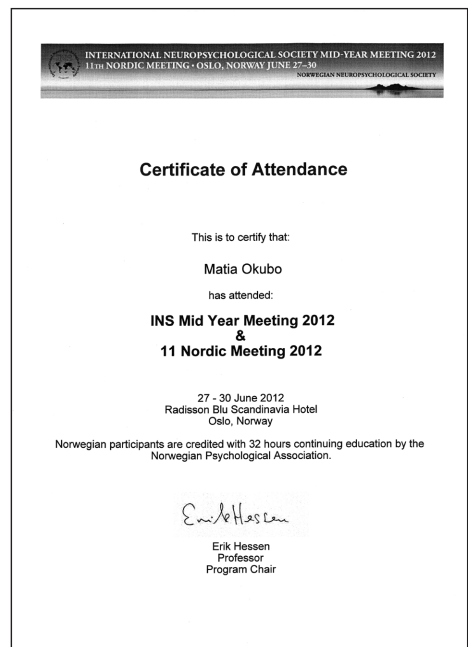 INTERNATIONAL NEUROPSYCHOLOGICAL SOCIETY MID-YEAR MEETING 2012
11TH NORDIC MEETING • OSLO, NORWAY JUNE 27–30
NORWEGIAN NEUROPSYCHOLOGICAL SOCIETY
Certificate of Attendance
This is to certify that:
Matia Okubo
has attended:
INS Mid Year Meeting 2012
&
11 Nordic Meeting 2012
27 - 30 June 2012
Radisson Blu Scandinavia Hotel
Oslo, Norway
Norwegian participants are credited with 32 hours continuing education by the
Norwegian Psychological Association.
Erik Hessen
Erik Hessen
Professor
Program Chair